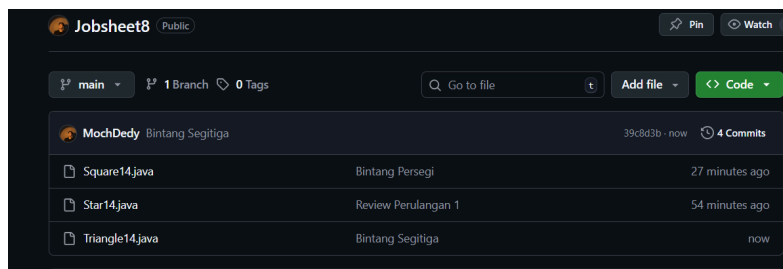 Jobsheet8 Public Pin Watch
main 1 Branch 0 Tags Go to file t Add file <> Code
MochDedy Bintang Segitiga 39c8d3b · now 4 Commits
Square14.java Bintang Persegi 27 minutes ago
Star14.java Review Perulangan 1 54 minutes ago
Triangle14.java Bintang Segitiga now